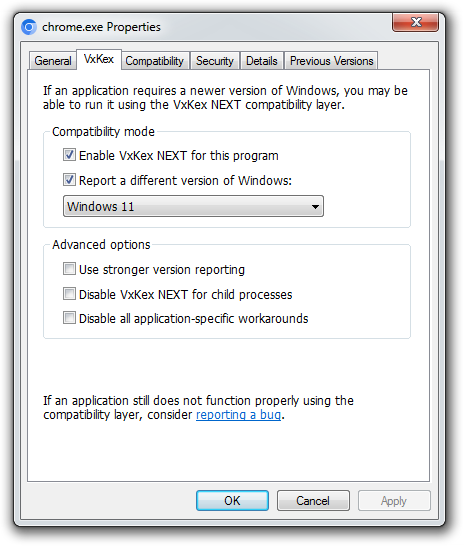 chrome.exe Properties
General VxKex Compatibility Security Details Previous Versions
If an application requires a newer version of Windows, you may be
able to run it using the VxKex NEXT compatibility layer.
Compatibility mode
Enable VxKex NEXT for this program
Report a different version of Windows:
Windows 11
Advanced options
Use stronger version reporting
Disable VxKex NEXT for child processes
Disable all application-specific workarounds
If an application still does not function properly using the
compatibility layer, consider reporting a bug.
OK Cancel Apply